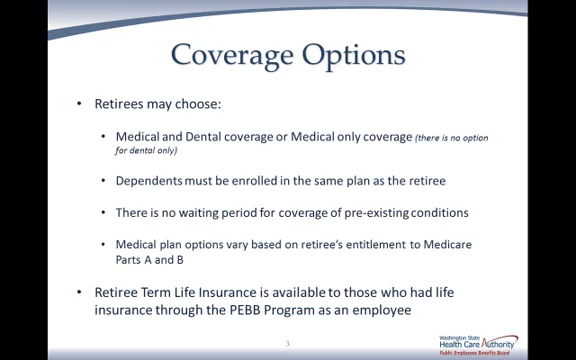 Coverage Options
• Retirees may choose:
• Medical and Dental coverage or Medical only coverage (there is no option
for dental only)
• Dependents must be enrolled in the same plan as the retiree
• There is no waiting period for coverage of pre-existing conditions
• Medical plan options vary based on retiree's entitlement to Medicare
Parts A and B
• Retiree Term Life Insurance is available to those who had life
insurance through the PEBB Program as an employee
3
Washington State
Health Care Authority
Public Employees Benefits Board